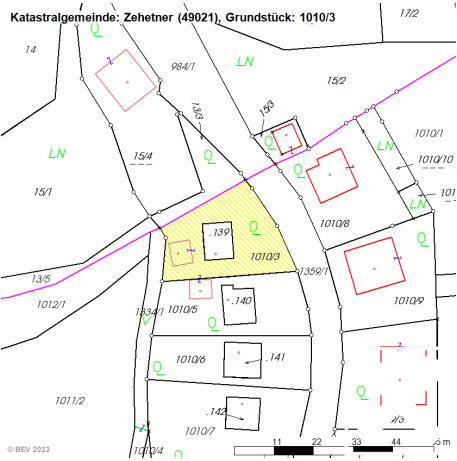 Katastralgemeinde: Zehetner (49021), Grundstück: 1010/3
17/2
14
Q
984/1
LN
15/2
13/3
15/3
LN
15/4
Q
Q
Q
1010/1
1010/10
15/1
LN
.139
Q
1010/8
1010/3
1359/1
Q
13/5
1012/1
1334/1
1010/5
.140
1010/9
Q
1010/6
.141
Q
1011/2
.142
1010/7
Q
1010/4
11 22 33 44 55 m
© BEV 2023